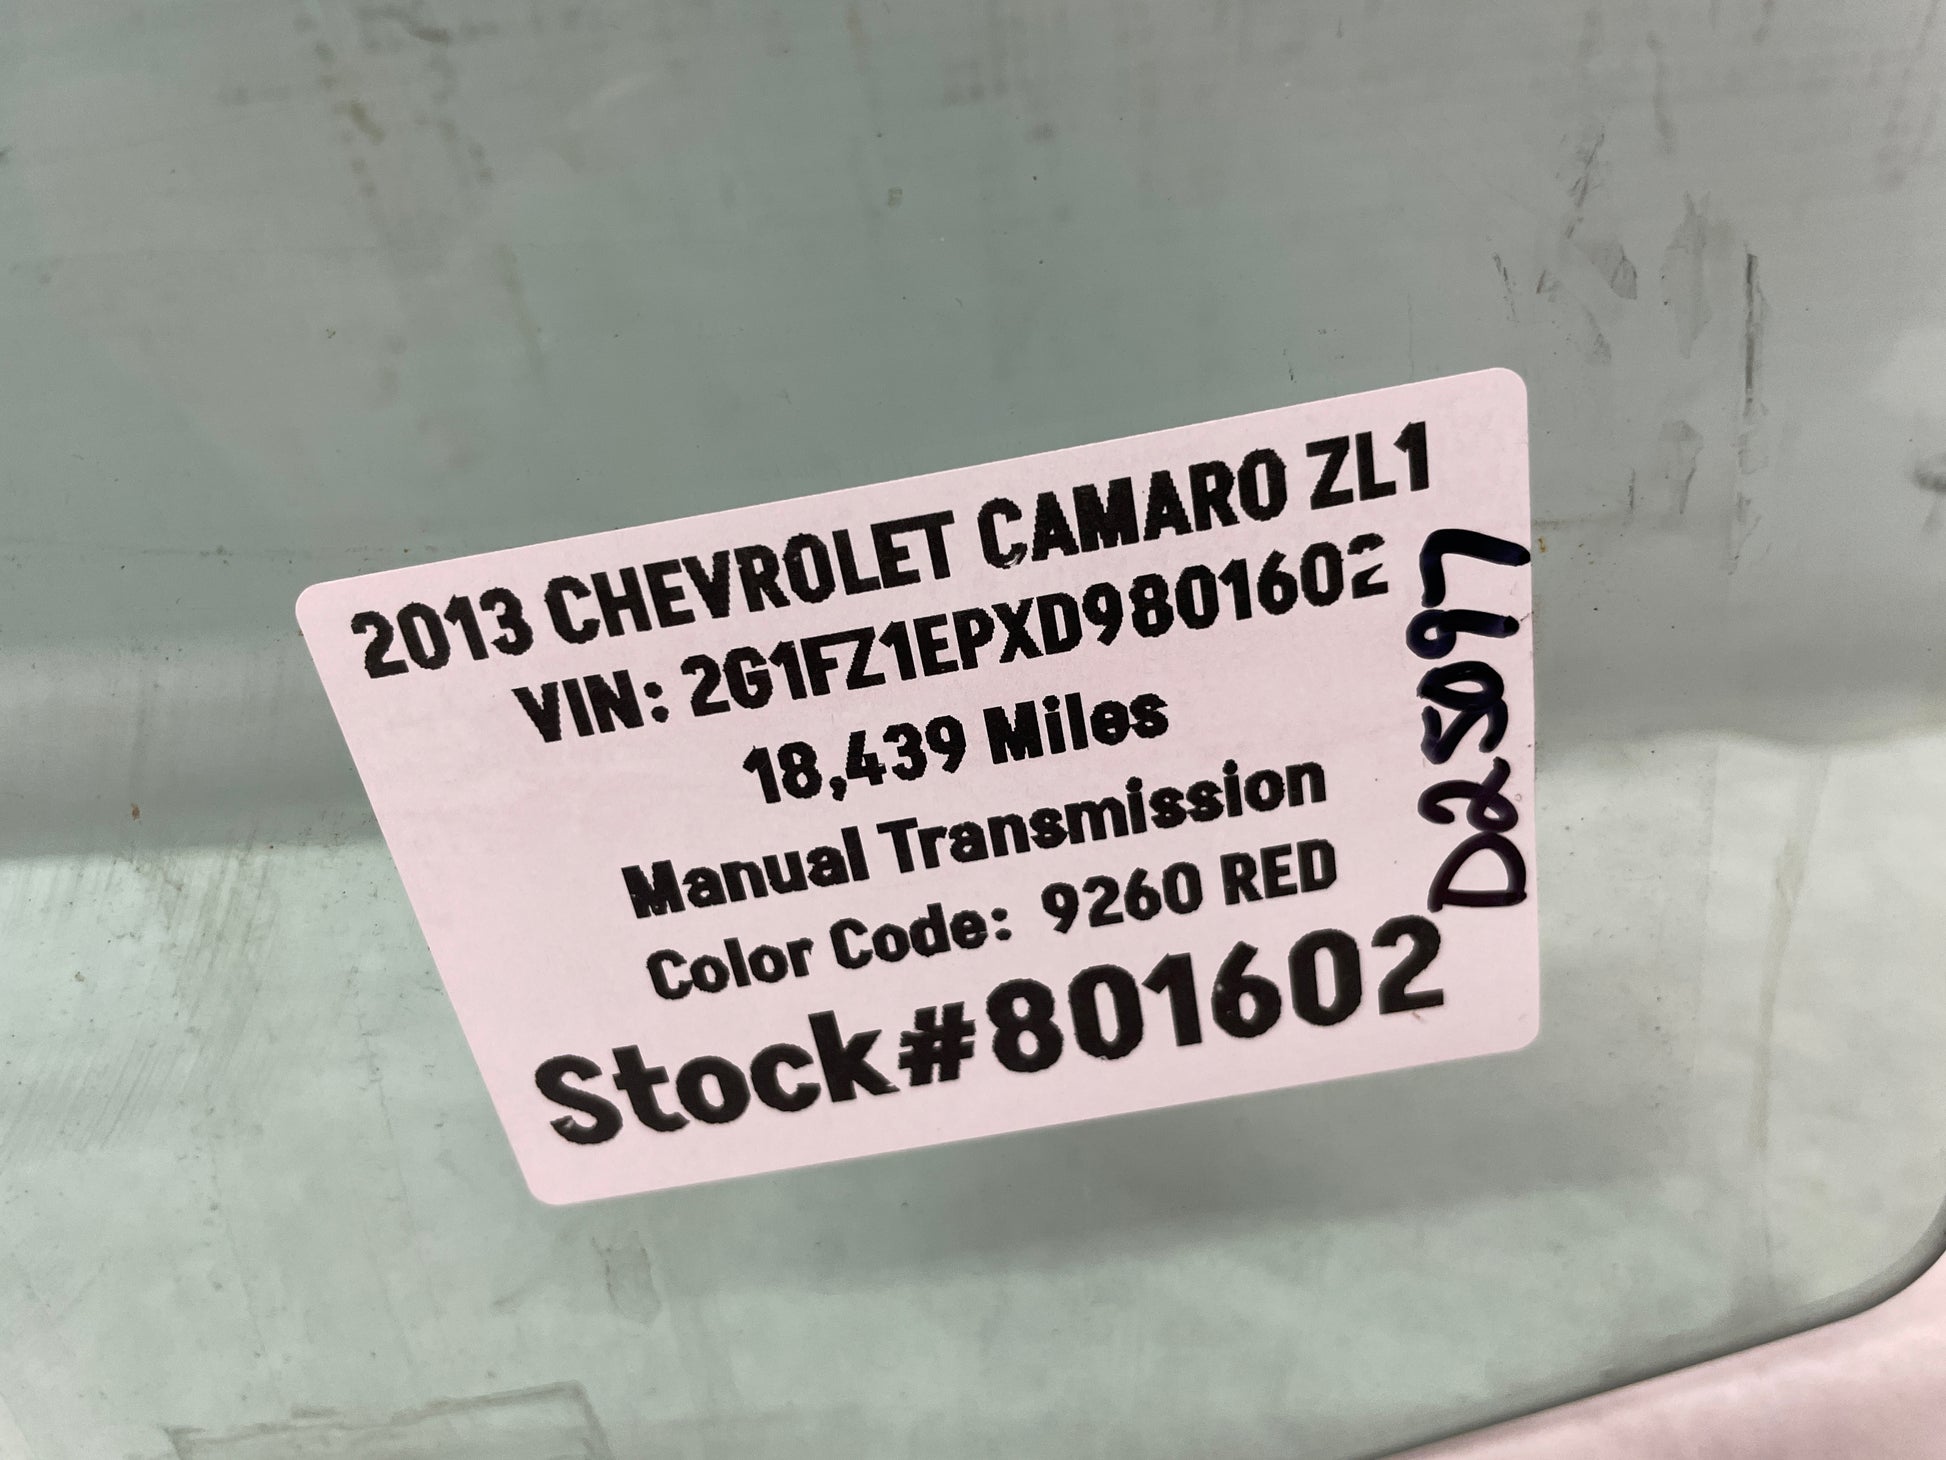 2013 CHEVROLET CAMARO ZL1
VIN: 2G1FZ1EPXD9801602
18,439 Miles
Manual Transmission
Color Code: 9260 RED
Stock#801602
D25097